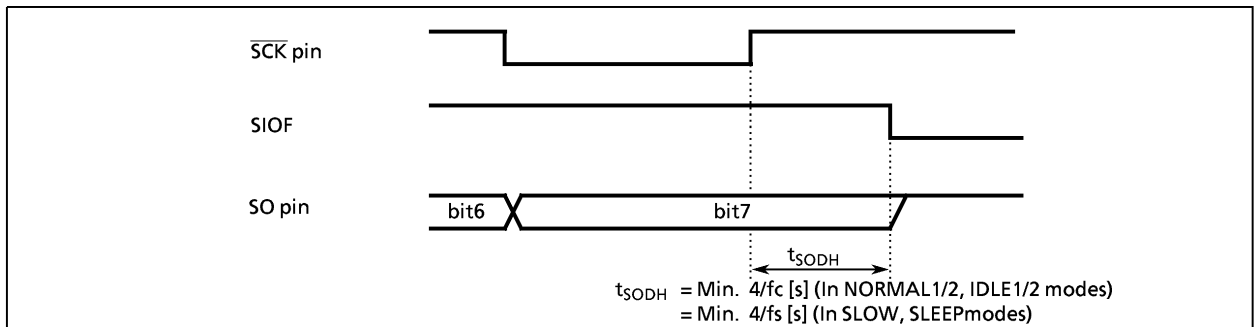 S̅C̅K̅ pin
SIOF
SO pin
bit6 bit7
tSODH
tSODH = Min. 4/fc [s] (In NORMAL1/2, IDLE1/2 modes)
= Min. 4/fs [s] (In SLOW, SLEEPmodes)